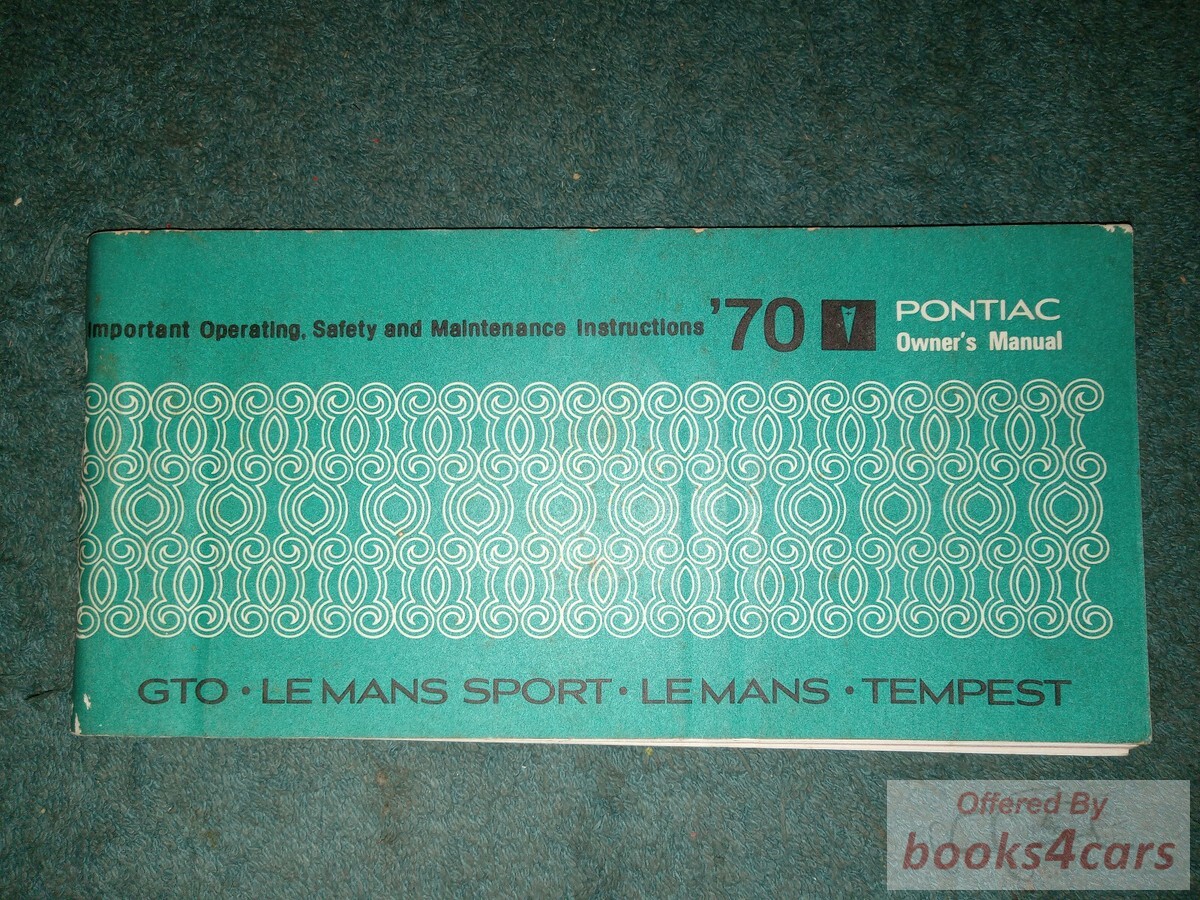 Important Operating, Safety and Maintenance Instructions '70 PONTIAC
Owner's Manual
GTO • LE MANS SPORT • LE MANS • TEMPEST
Offered By
books4cars